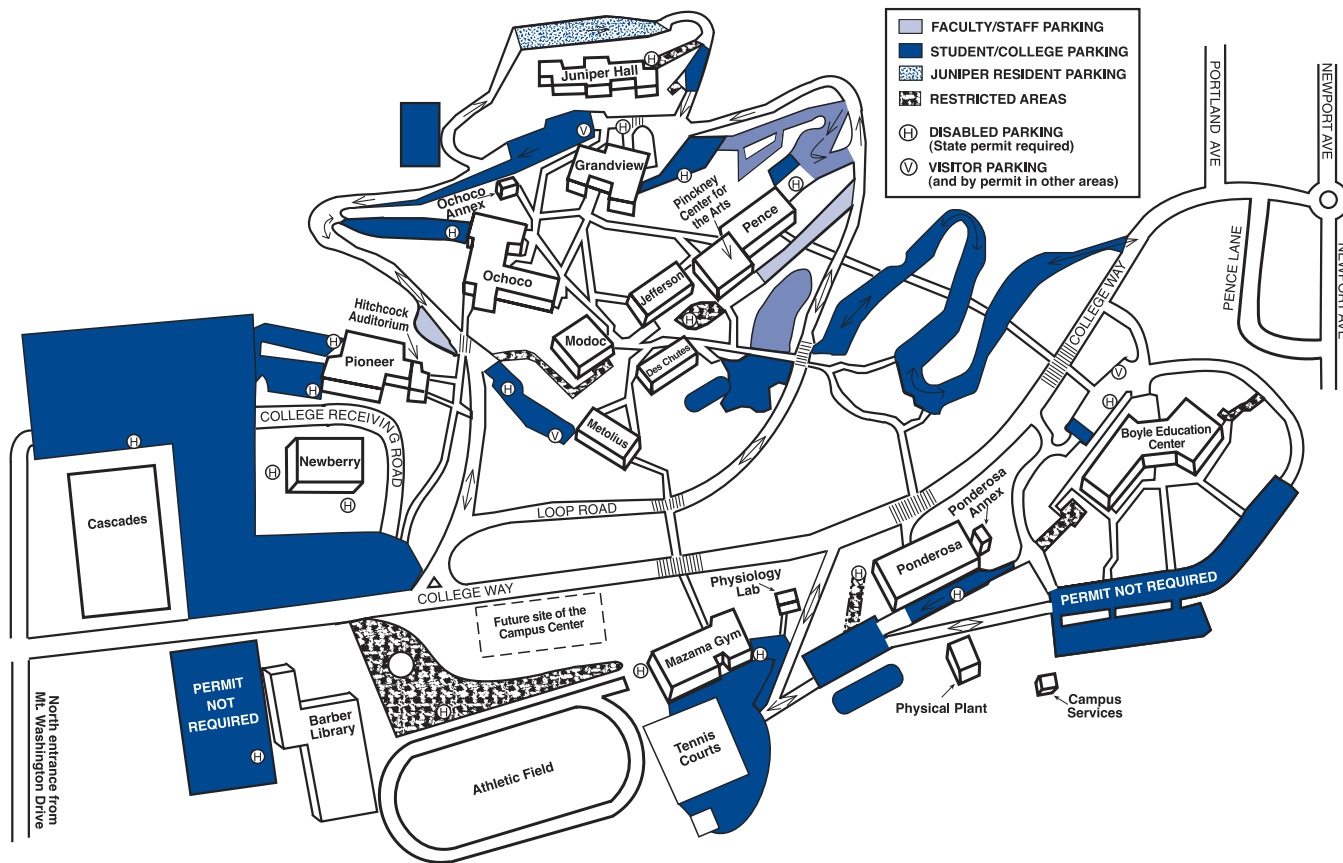 FACULTY/STAFF PARKING
STUDENT/COLLEGE PARKING
JUNIPER RESIDENT PARKING
RESTRICTED AREAS
H DISABLED PARKING
(State permit required)
V VISITOR PARKING
(and by permit in other areas)
PORTLAND AVE
NEWPORT AVE
PENCE LANE
COLLEGE WAY
H
Juniper Hall
V
H
Grandview
H
Ochoco
Annex
Pinckney
Center for
the Arts
H
Pence
H
Ochoco
Jefferson
H
Hitchcock
Auditorium
H
Pioneer
H
Modoc
Des Chutes
H
V
Metolius
COLLEGE RECEIVING
ROAD
H
Newberry
H
H
Cascades
LOOP ROAD
V
H
Boyle Education
Center
Ponderosa
Annex
Ponderosa
H
H
PERMIT NOT REQUIRED
COLLEGE WAY
Physiology
Lab
Future site of the
Campus Center
H
Mazama Gym
H
Physical Plant
Campus
Services
PERMIT
NOT
REQUIRED
H
Barber
Library
H
Athletic Field
Tennis
Courts
North entrance from
Mt. Washington Drive